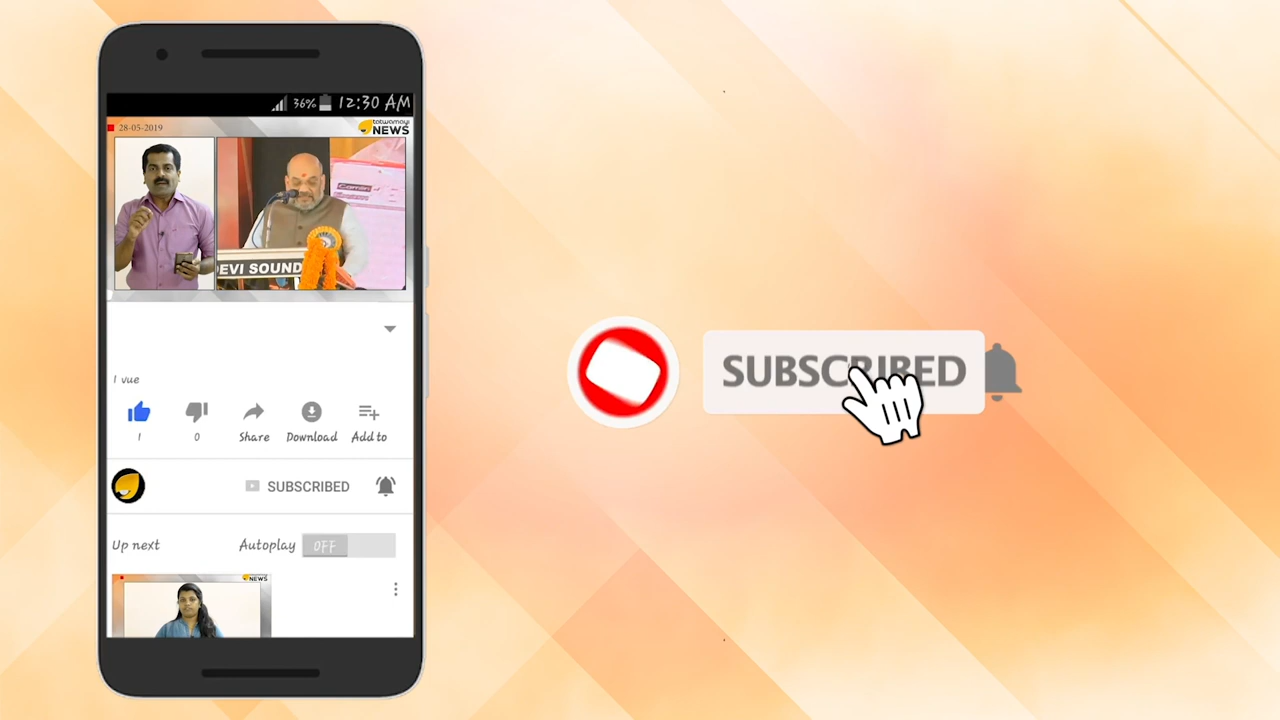 36% 12:30 AM
28-05-2019
tatwamayi
NEWS
DEVI SOUND
1 vue
1
0
Share
Download
Add to
SUBSCRIBED
Up next
Autoplay
OFF
NEWS
SUBSCRIBED